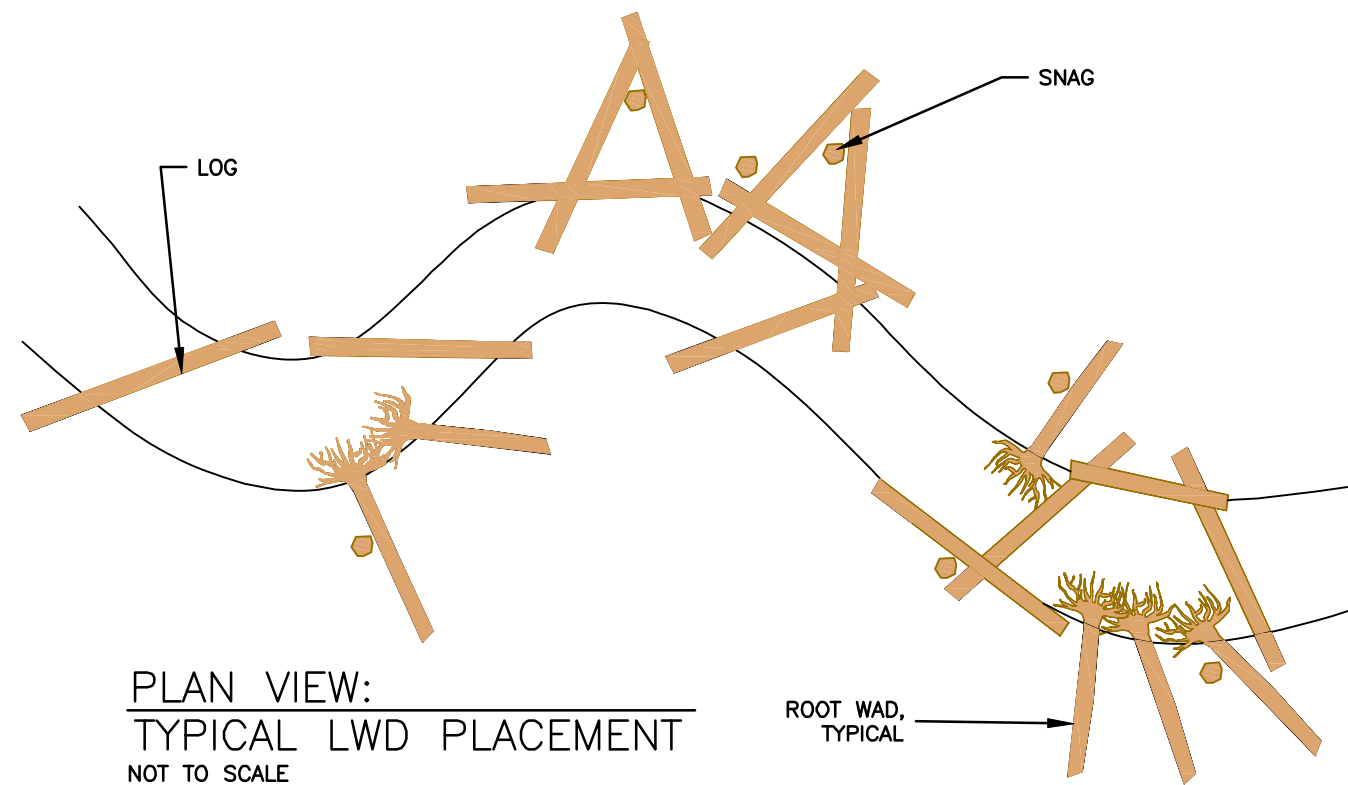 SNAG
LOG
PLAN VIEW:
TYPICAL LWD PLACEMENT
NOT TO SCALE
ROOT WAD,
TYPICAL